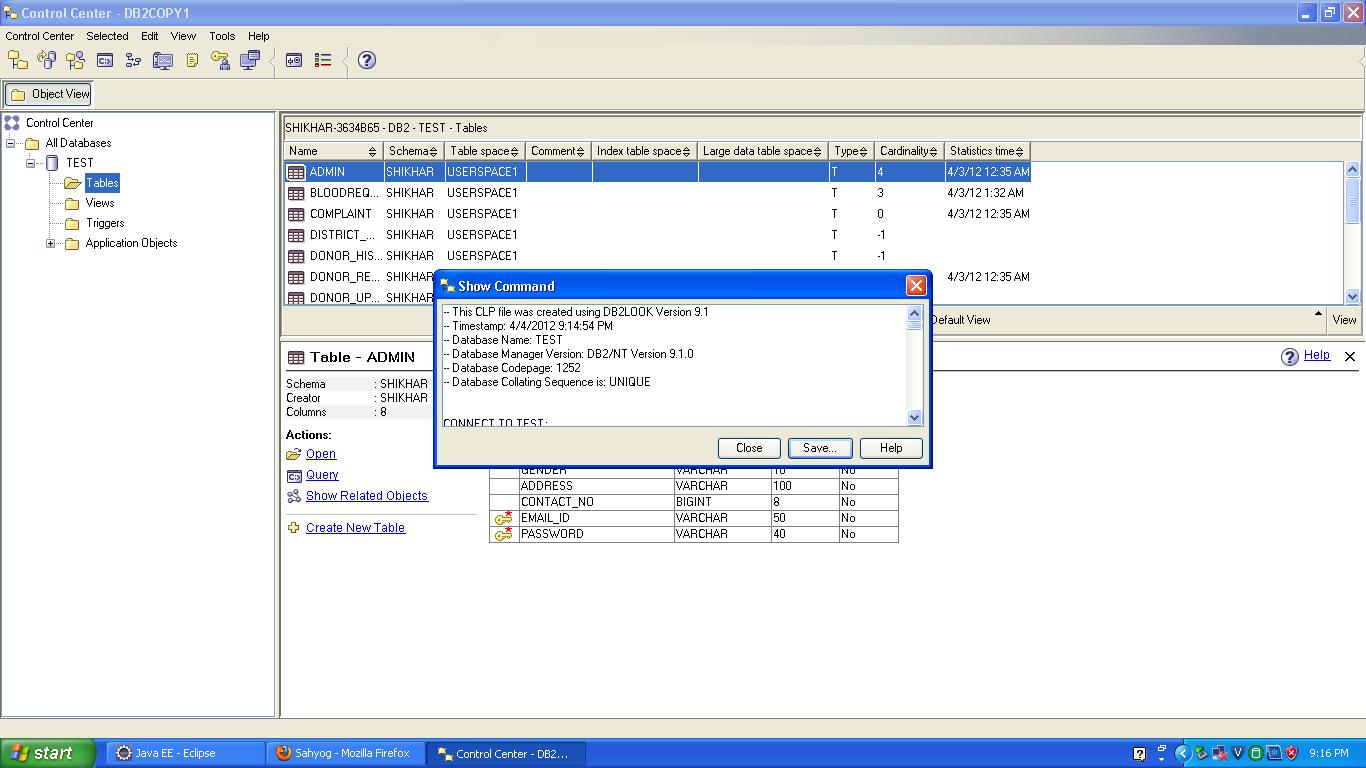 Control Center - DB2COPY1
Control Center Selected Edit View Tools Help
Object View
Control Center
All Databases
TEST
Tables
Views
Triggers
Application Objects
SHIKHAR-3634B65 - DB2 - TEST - Tables
Name Schema Table space Comment Index table space Large data table space Type Cardinality Statistics time
ADMIN SHIKHAR USERSPACE1 T 4 4/3/12 12:35 AM
BLOODREQ... SHIKHAR USERSPACE1 T 3 4/3/12 1:32 AM
COMPLAINT SHIKHAR USERSPACE1 T 0 4/3/12 12:35 AM
DISTRICT_... SHIKHAR USERSPACE1 T -1
DONOR_HIS... SHIKHAR USERSPACE1 T -1
DONOR_RE... SHIKHAR 4/3/12 12:35 AM
DONOR_UP... SHIKHAR
Default View View
Show Command
-- This CLP file was created using DB2LOOK Version 9.1
-- Timestamp: 4/4/2012 9:14:54 PM
-- Database Name: TEST
-- Database Manager Version: DB2/NT Version 9.1.0
-- Database Codepage: 1252
-- Database Collating Sequence is: UNIQUE
CONNECT TO TEST;
Close Save... Help
Table - ADMIN
Help
Schema : SHIKHAR
Creator : SHIKHAR
Columns : 8
Actions:
Open
Query
Show Related Objects
Create New Table
GENDER VARCHAR 10 No
ADDRESS VARCHAR 100 No
CONTACT_NO BIGINT 8 No
EMAIL_ID VARCHAR 50 No
PASSWORD VARCHAR 40 No
start
Java EE - Eclipse
Sahyog - Mozilla Firefox
Control Center - DB2...
9:16 PM